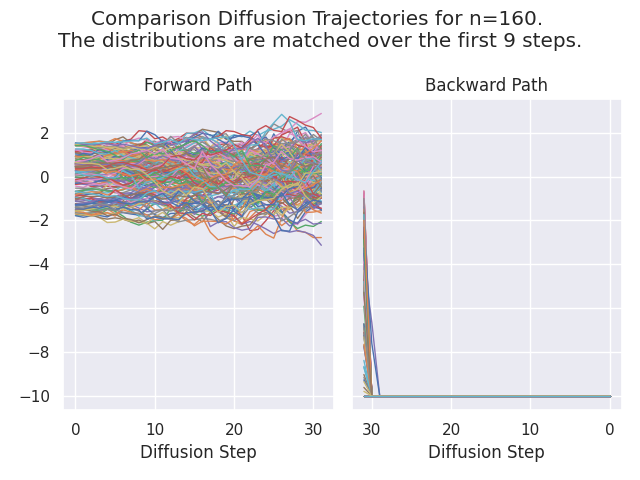 Comparison Diffusion Trajectories for n=160.
The distributions are matched over the first 9 steps.
Forward Path
Backward Path
2
0
−2
−4
−6
−8
−10
0 10 20 30
30 20 10 0
Diffusion Step
Diffusion Step